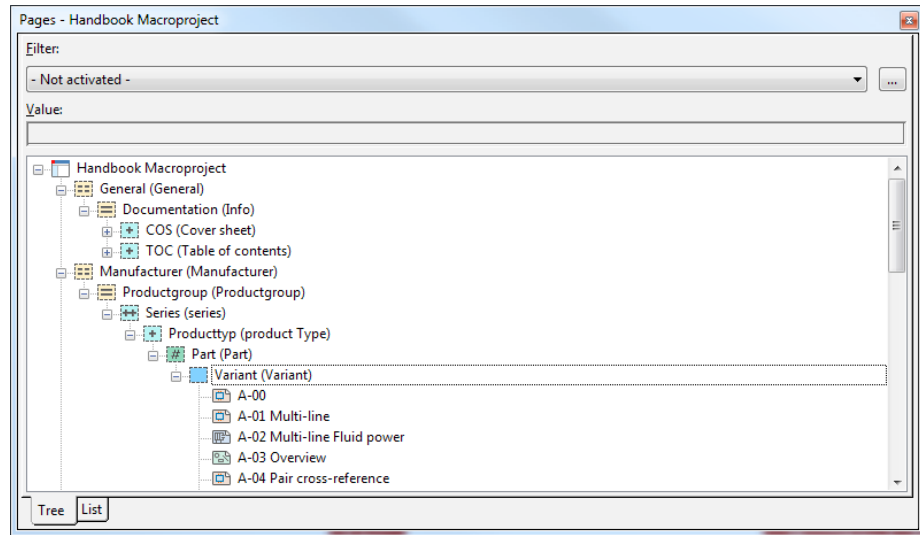 Pages - Handbook Macroproject
Filter:
- Not activated -
...
Value:
Handbook Macroproject
General (General)
Documentation (Info)
COS (Cover sheet)
TOC (Table of contents)
Manufacturer (Manufacturer)
Productgroup (Productgroup)
Series (series)
Producttyp (product Type)
# Part (Part)
Variant (Variant)
A-00
A-01 Multi-line
A-02 Multi-line Fluid power
A-03 Overview
A-04 Pair cross-reference
Tree List